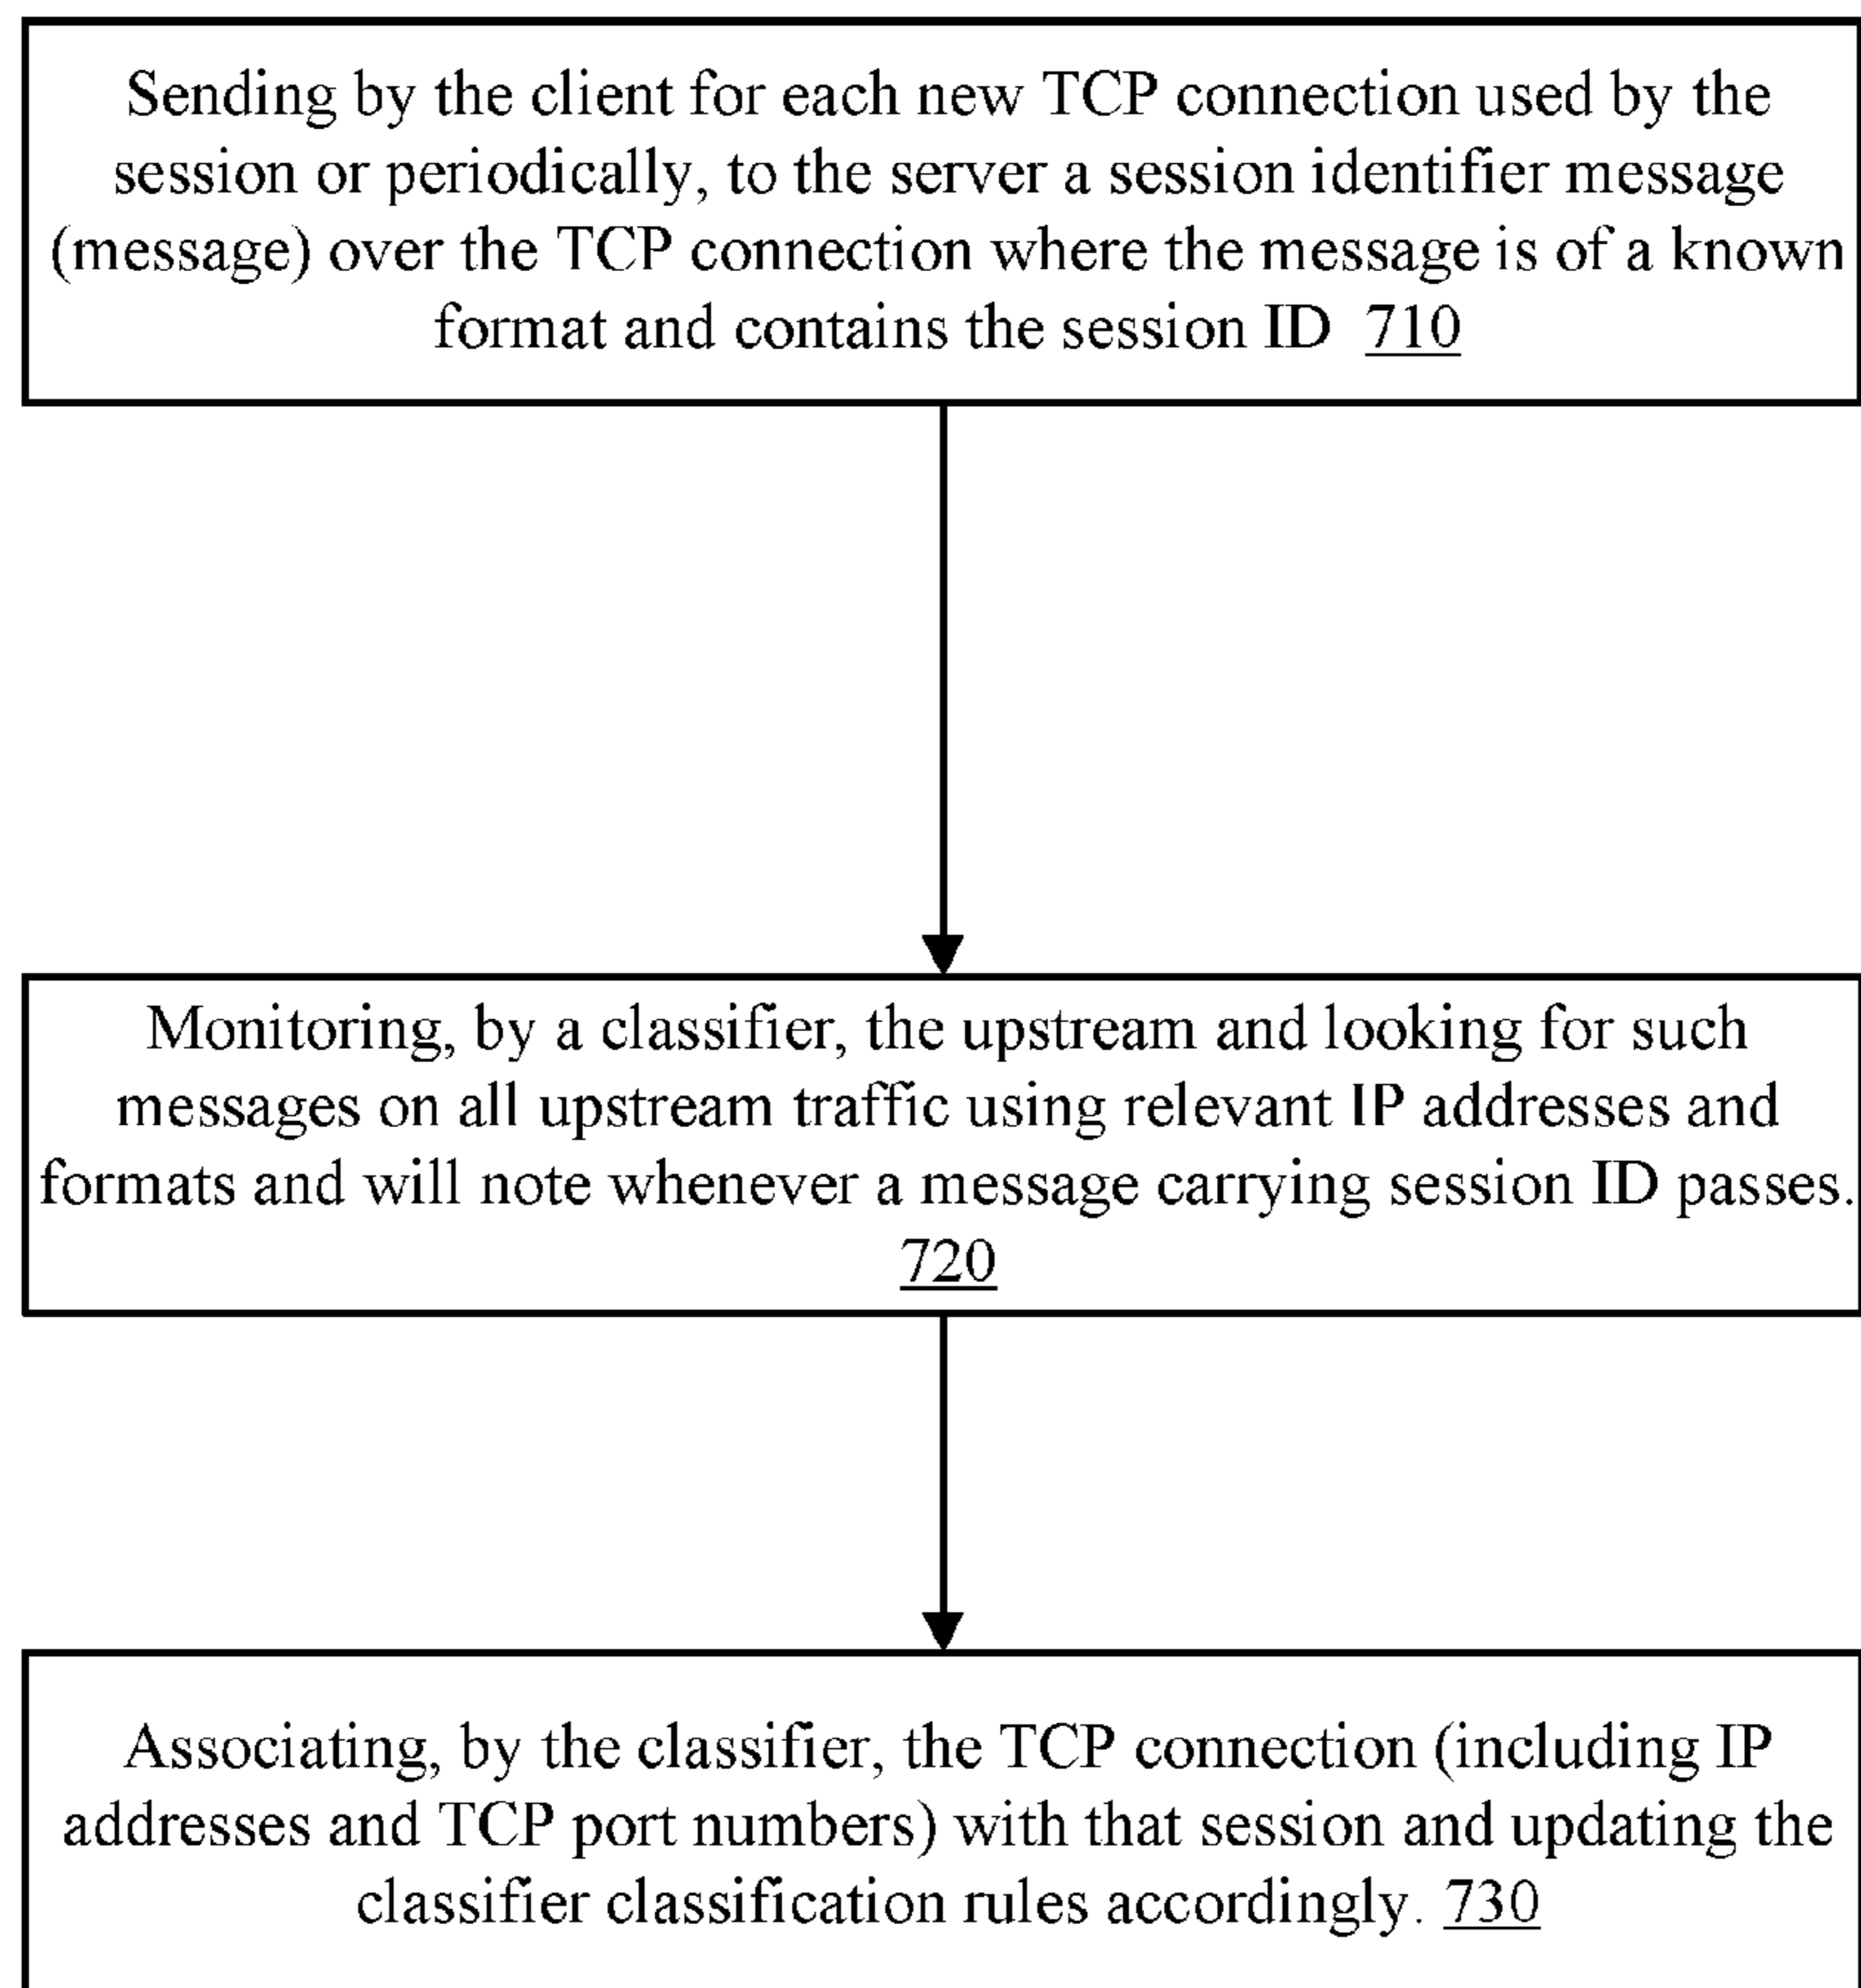 Sending by the client for each new TCP connection used by the
session or periodically, to the server a session identifier message
(message) over the TCP connection where the message is of a known
format and contains the session ID 710
Monitoring, by a classifier, the upstream and looking for such
messages on all upstream traffic using relevant IP addresses and
formats and will note whenever a message carrying session ID passes.
720
Associating, by the classifier, the TCP connection (including IP
addresses and TCP port numbers) with that session and updating the
classifier classification rules accordingly. 730